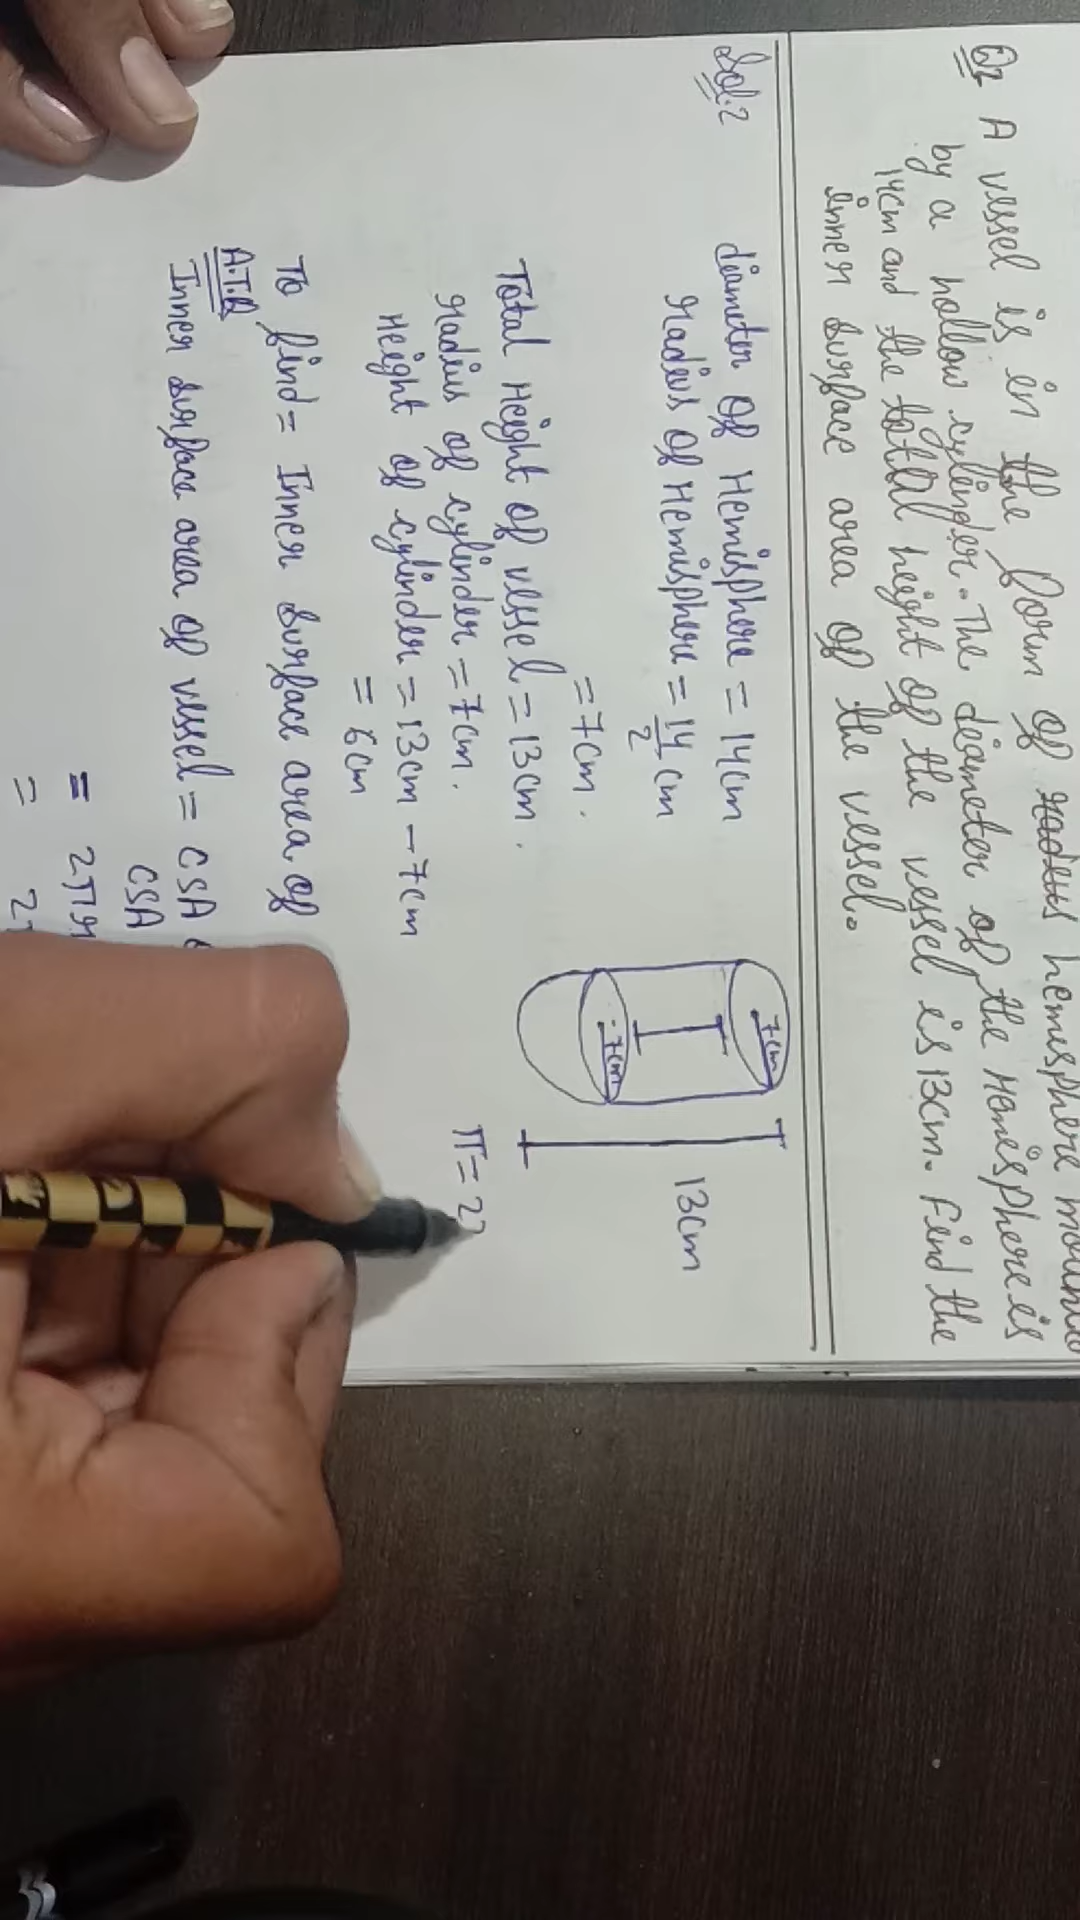 Q2 A vessel is in the form of radius hemisphere
by a hollow cylinder. The diameter of the Hemisphere is
14cm and the total height of the vessel is 13cm. Find the
inner surface area of the vessel.
Sol.2
diameter of Hemisphere = 14cm
radius of Hemisphere = 14/2 cm
= 7cm.
Total Height of vessel = 13cm.
radius of cylinder = 7cm.
Height of cylinder = 13cm - 7cm
= 6cm
7cm
7cm
13cm
π = 2
To find = Inner surface area of
A.T.Q
Inner surface area of vessel = CSA
CSA
= 2πr
= 2